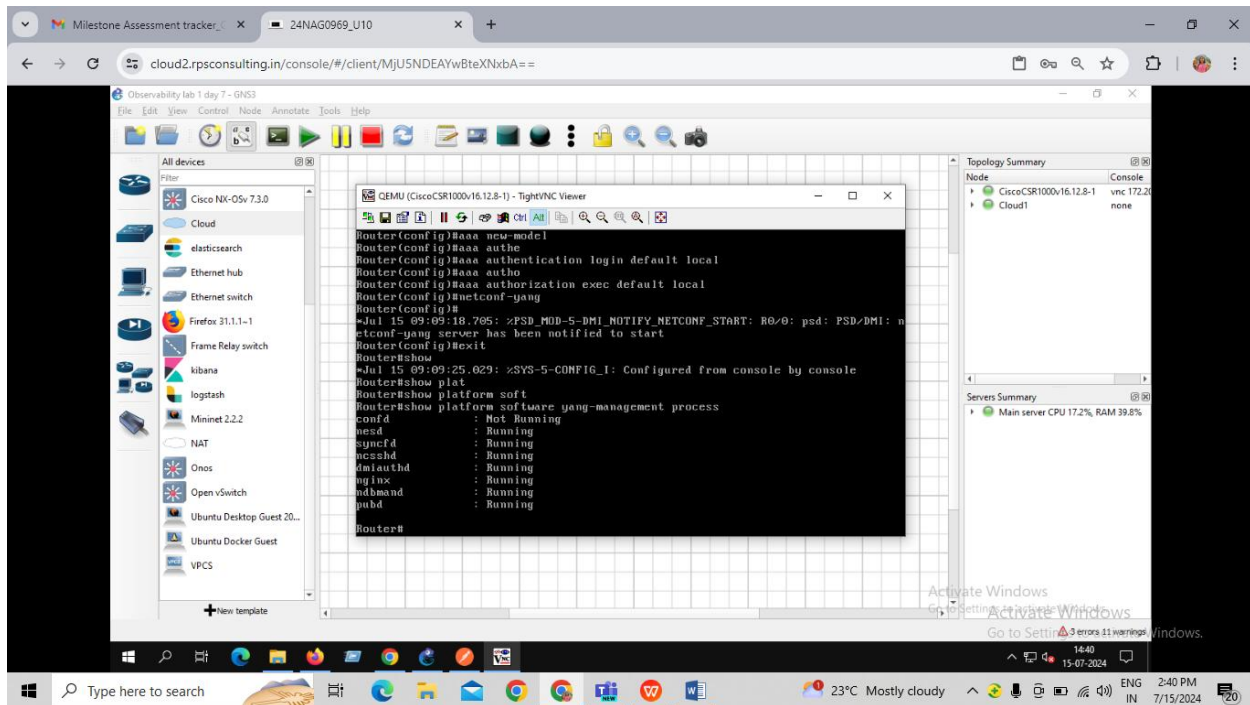 Milestone Assessment tracker_
24NAG0969_U10
cloud2.rpsconsulting.in/console/#/client/MjU5NDEAYwBteXNxbA==
Observability lab 1 day 7 - GNS3
File Edit View Control Node Annotate Tools Help
All devices
Filter
Cisco NX-OSv 7.3.0
Cloud
elasticsearch
Ethernet hub
Ethernet switch
Firefox 31.1.1~1
Frame Relay switch
kibana
logstash
Mininet 2.2.2
NAT
Onos
Open vSwitch
Ubuntu Desktop Guest 20...
Ubuntu Docker Guest
VPCS
New template
QEMU (CiscoCSR1000v16.12.8-1) - TightVNC Viewer
Ctrl Alt
Router(config)#aaa new-model
Router(config)#aaa authe
Router(config)#aaa authentication login default local
Router(config)#aaa autho
Router(config)#aaa authorization exec default local
Router(config)#netconf-yang
Router(config)#
*Jul 15 09:09:18.705: %PSD_MOD-5-DMI_NOTIFY_NETCONF_START: R0/0: psd: PSD/DMI: n
etconf-yang server has been notified to start
Router(config)#exit
Router#show
*Jul 15 09:09:25.029: %SYS-5-CONFIG_I: Configured from console by console
Router#show plat
Router#show platform soft
Router#show platform software yang-management process
confd : Not Running
nesd : Running
syncfd : Running
ncsshd : Running
dmiauthd : Running
nginx : Running
ndbmand : Running
pubd : Running
Router#
Topology Summary
Node Console
CiscoCSR1000v16.12.8-1 vnc 172.20
Cloud1 none
Servers Summary
Main server CPU 17.2%, RAM 39.8%
Activate Windows
Activate Windows
Go to Settin
3 errors 11 warnings
Windows.
14:40
15-07-2024
Type here to search
NEW
23°C Mostly cloudy
ENG
IN
2:40 PM
7/15/2024
20